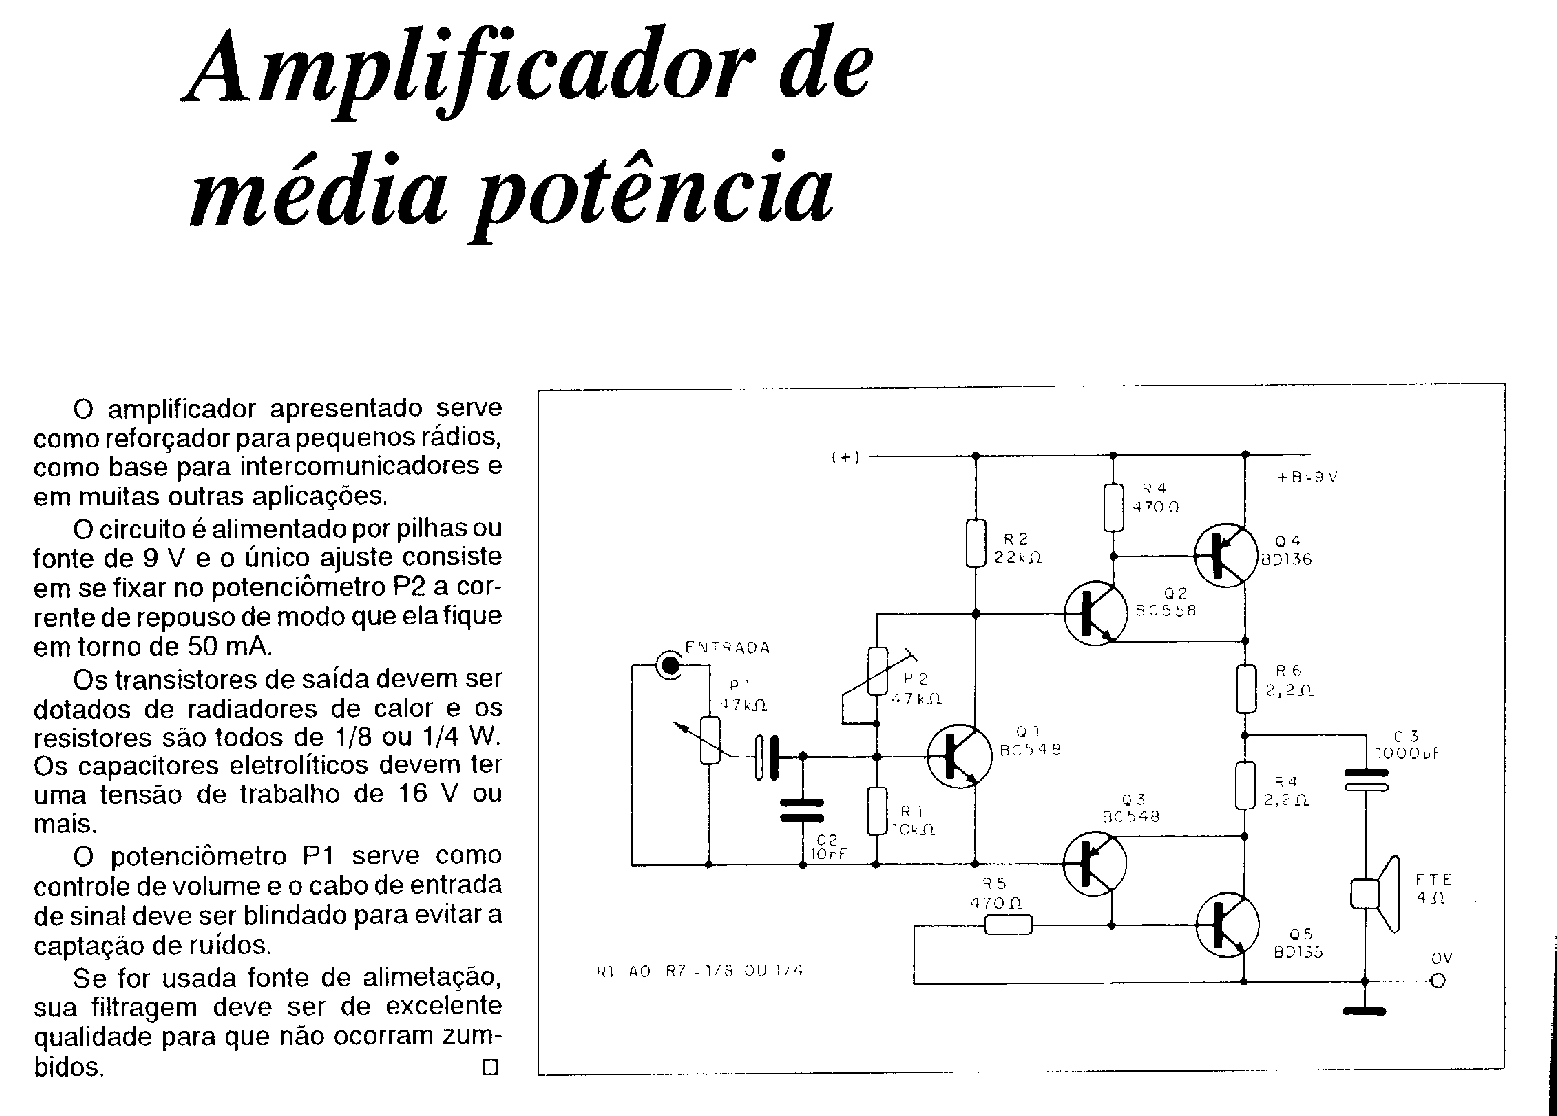 Amplificador de
média potência
O amplificador apresentado serve
como reforçador para pequenos rádios,
como base para intercomunicadores e
em muitas outras aplicações.
O circuito é alimentado por pilhas ou
fonte de 9 V e o único ajuste consiste
em se fixar no potenciômetro P2 a cor-
rente de repouso de modo que ela fique
em torno de 50 mA.
Os transistores de saída devem ser
dotados de radiadores de calor e os
resistores são todos de 1/8 ou 1/4 W.
Os capacitores eletrolíticos devem ter
uma tensão de trabalho de 16 V ou
mais.
O potenciômetro P1 serve como
controle de volume e o cabo de entrada
de sinal deve ser blindado para evitar a
captação de ruídos.
Se for usada fonte de alimetação,
sua filtragem deve ser de excelente
qualidade para que não ocorram zum-
bidos.
(+)
R4
470Ω
R2
22kΩ
Q4
BD136
Q2
BC558
ENTRADA
P1
47kΩ
P2
47kΩ
R6
2,2Ω
Q1
BC548
C3
1000uF
R4
2,2Ω
Q3
BC548
R1
10kΩ
C2
10nF
R5
470Ω
FTE
4Ω
Q5
0V
R1 AO R7 - 1/8 OU 1/4